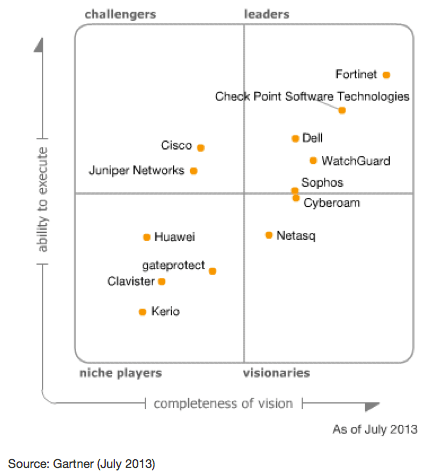 challengers
leaders
Fortinet
Check Point Software Technologies
Dell
Cisco
WatchGuard
Juniper Networks
Sophos
Cyberoam
Huawei
Netasq
gateprotect
Clavister
Kerio
niche players
visionaries
ability to execute
completeness of vision
As of July 2013
Source: Gartner (July 2013)